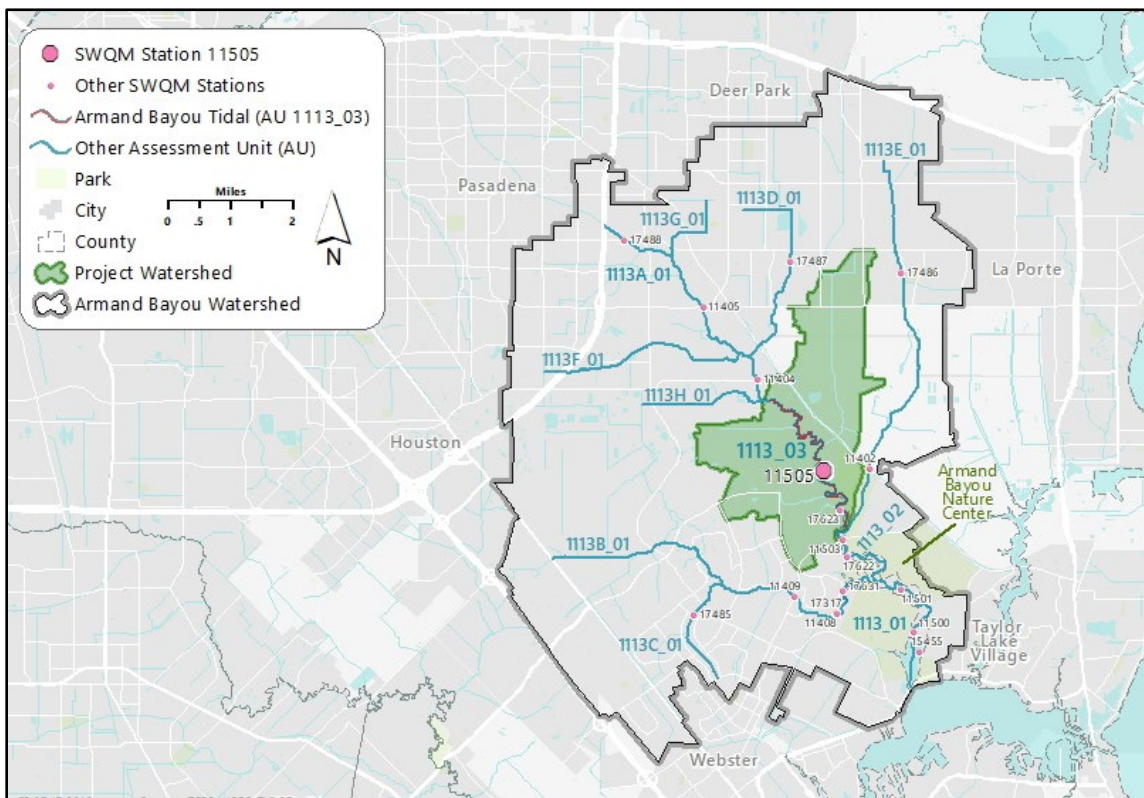 SWQM Station 11505
Other SWQM Stations
Armand Bayou Tidal (AU 1113_03)
Other Assessment Unit (AU)
Park
City
County
Project Watershed
Armand Bayou Watershed
Miles
0 .5 1 2
N
Deer Park
1113E_01
Pasadena
1113D_01
1113G_01
17488
17487
La Porte
1113A_01
17486
11405
1113F_01
11404
1113H_01
Houston
1113_03
11505
11402
Armand
Bayou
Nature
Center
17623
1113_02
11503
1113B_01
17622
17631
11409
11501
17317
17485
11408
1113_01
11500
15455
1113C_01
Taylor
Lake
Village
Webster